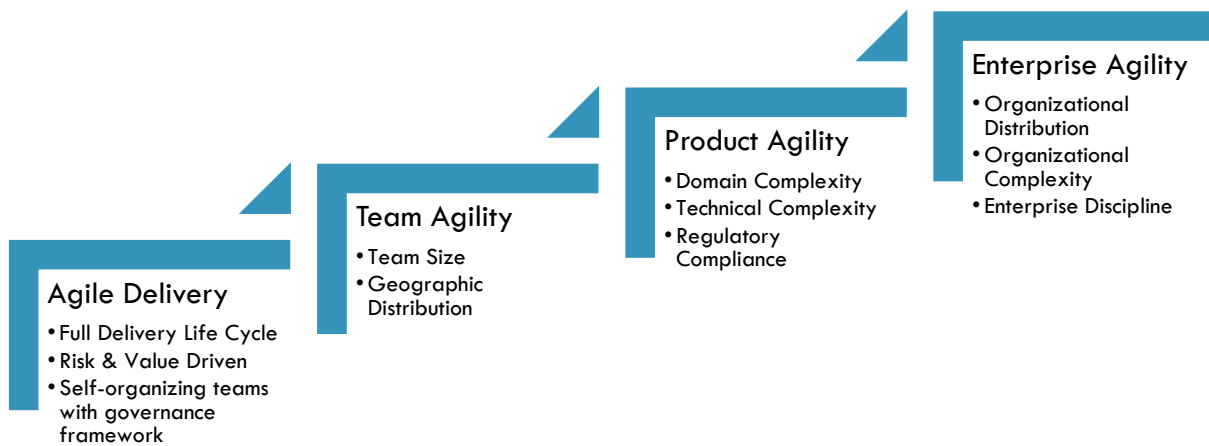 Agile Delivery
• Full Delivery Life Cycle
• Risk & Value Driven
• Self-organizing teams
with governance
framework
Team Agility
• Team Size
• Geographic
Distribution
Product Agility
• Domain Complexity
• Technical Complexity
• Regulatory
Compliance
Enterprise Agility
• Organizational
Distribution
• Organizational
Complexity
• Enterprise Discipline